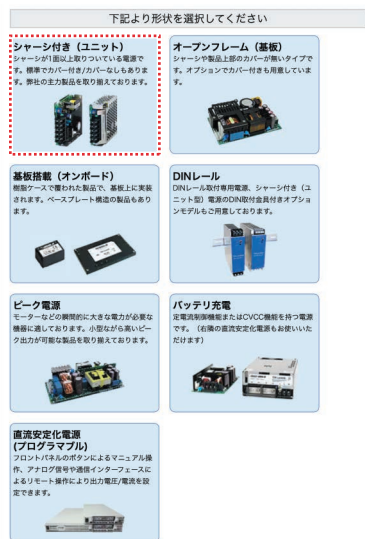 下記より形状を選択してください
シャーシ付き（ユニット）
シャーシが1面以上取りついている電源で
す。標準でカバー付き/カバーなしもありま
す。弊社の主力製品を取り揃えております。
オープンフレーム（基板）
シャーシや製品上部のカバーが無いタイプで
す。オプションでカバー付きも用意していま
す。
基板搭載（オンボード）
樹脂ケースで覆われた製品で、基板上に実装
されます。ベースプレート構造の製品もあり
ます。
DINレール
DINレール取付専用電源、シャーシ付き（ユ
ニット型）電源のDIN取付金具付きオプショ
ンモデルもご用意しております。
ピーク電源
モーターなどの瞬間的に大きな電力が必要な
機器に適しております。小型ながら高いピー
ク出力が可能な製品を取り揃えております。
バッテリ充電
定電流制御機能またはCVCC機能を持つ電源
です。（右隣の直流安定化電源もお使いいた
だけます）
直流安定化電源
(プログラマブル)
フロントパネルのボタンによるマニュアル操
作、アナログ信号や通信インターフェースに
よるリモート操作により出力電圧/電流を設
定できます。